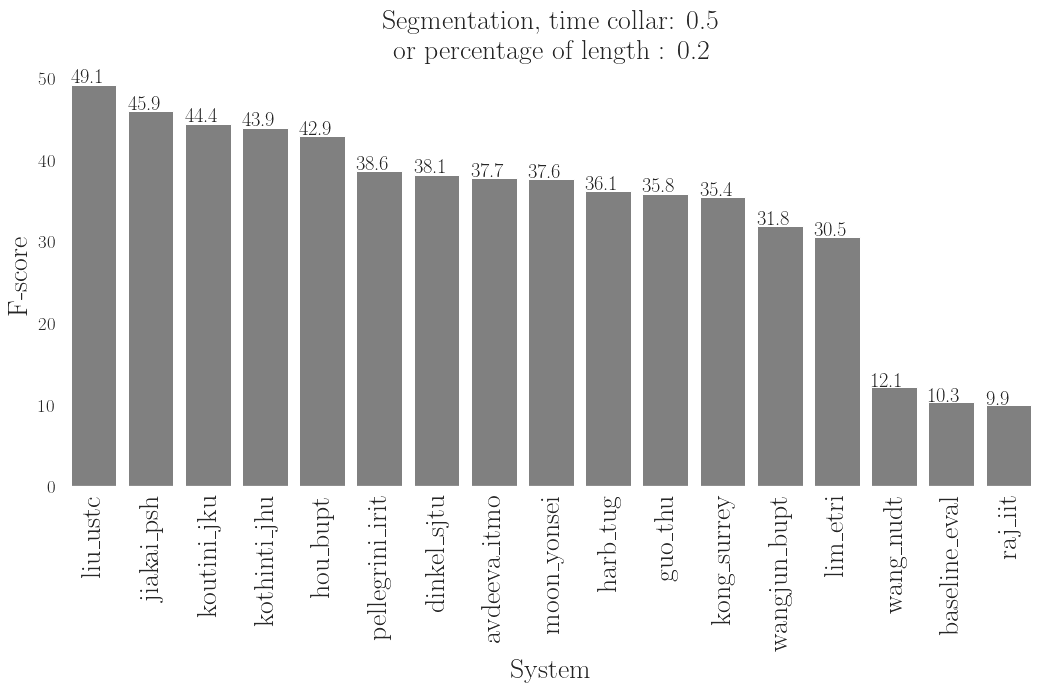 Segmentation, time collar: 0.5
or percentage of length : 0.2
F-score
50
40
30
20
10
0
49.1
45.9
44.4
43.9
42.9
38.6
38.1
37.7
37.6
36.1
35.8
35.4
31.8
30.5
12.1
10.3
9.9
liu_ustc
jiakai_psh
koutini_jku
kothinti_jhu
hou_bupt
pellegrini_irit
dinkel_sjtu
avdeeva_itmo
moon_yonsei
harb_tug
guo_thu
kong_surrey
wangjun_bupt
lim_etri
wang_nudt
baseline_eval
raj_iit
System